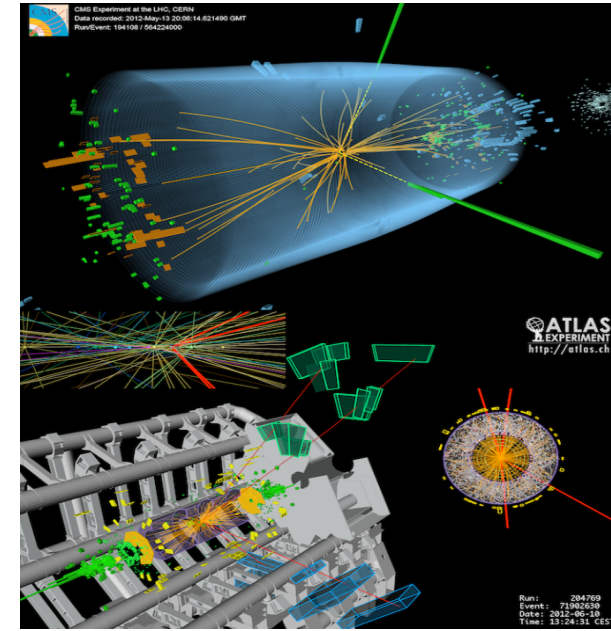 CMS Experiment at the LHC, CERN
Data recorded: 2012-May-13 20:08:14.621490 GMT
Run/Event: 194108 / 564224000
ATLAS
EXPERIMENT
http://atlas.ch
Run: 204769
Event: 71902630
Date: 2012-06-10
Time: 13:24:31 CES